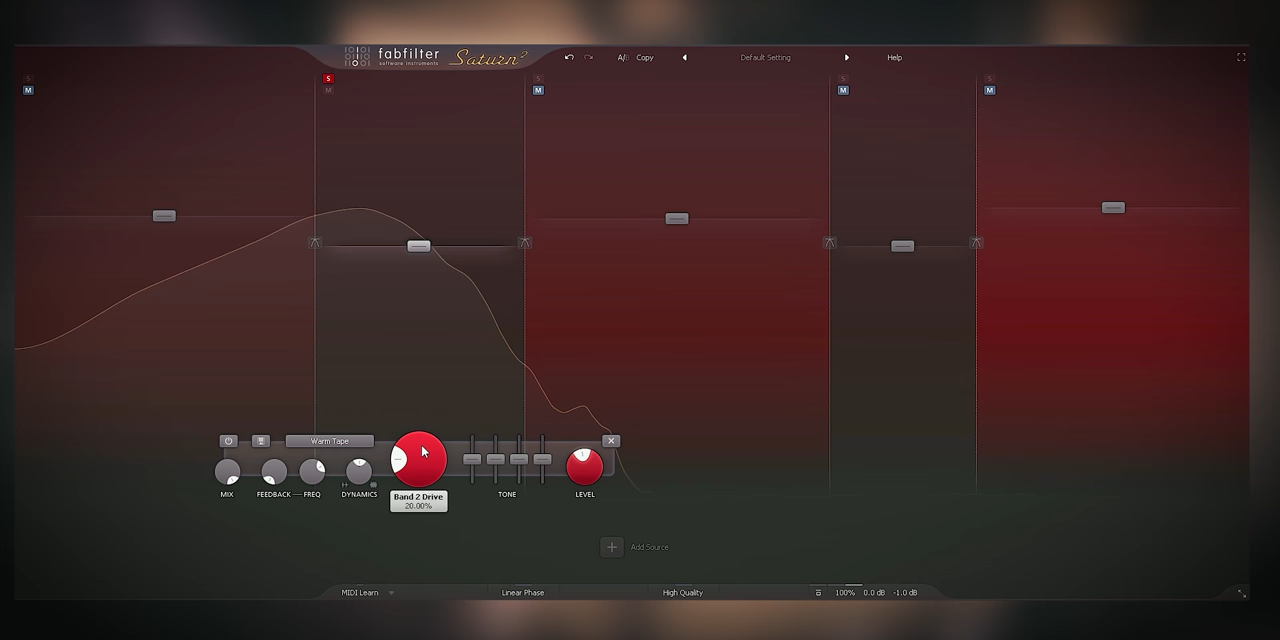 fabfilter
software instruments
Saturn 2
A/B
Copy
Default Setting
Help
S
M
S
M
S
M
S
M
S
M
Warm Tape
MIX
FEEDBACK
FREQ
DYNAMICS
Band 2 Drive
20.00%
TONE
LEVEL
Add Source
MIDI Learn
Linear Phase
High Quality
100%
0.0 dB
-1.0 dB